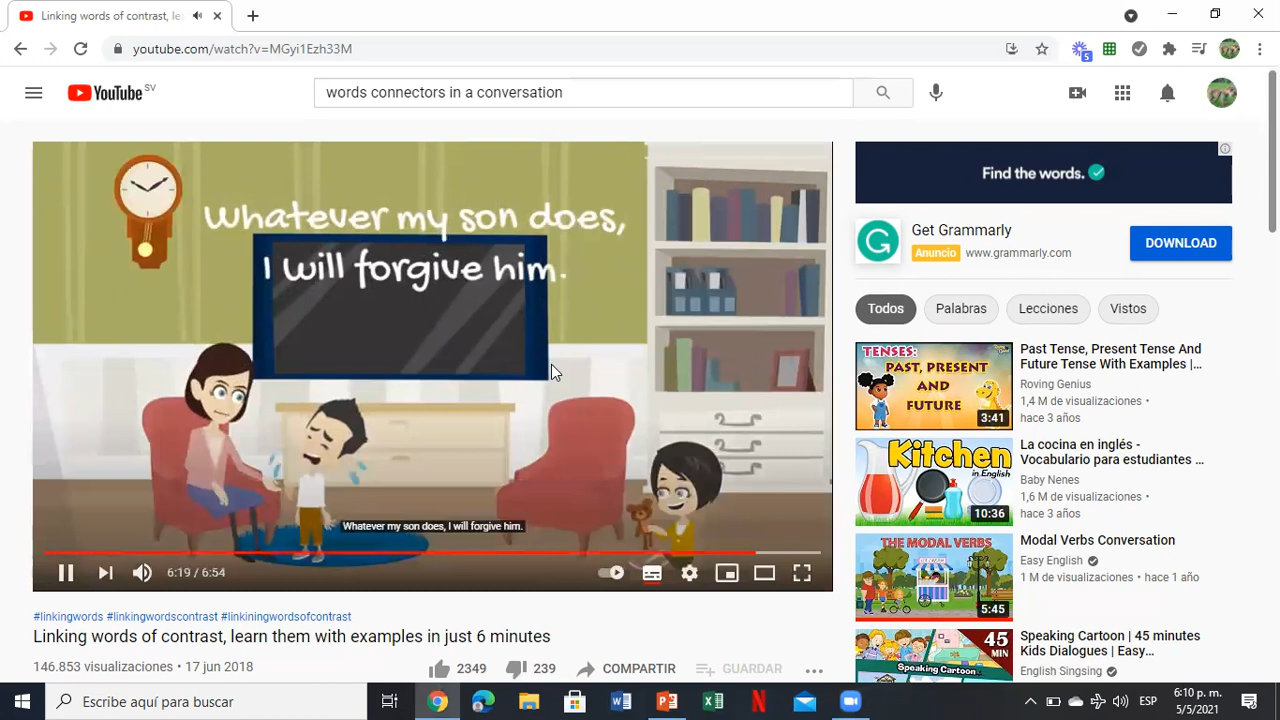 Linking words of contrast, le
youtube.com/watch?v=MGyi1Ezh33M
5
YouTube SV
words connectors in a conversation
Whatever my son does,
I will forgive him.
Whatever my son does, I will forgive him.
6:19 / 6:54
#linkingwords #linkingwordscontrast #linkiningwordsofcontrast
Linking words of contrast, learn them with examples in just 6 minutes
146.853 visualizaciones • 17 jun 2018
2349
239
COMPARTIR
GUARDAR
Find the words.
Get Grammarly
Anuncio www.grammarly.com
DOWNLOAD
Todos
Palabras
Lecciones
Vistos
TENSES:
PAST, PRESENT
AND
FUTURE
3:41
Past Tense, Present Tense And
Future Tense With Examples |...
Roving Genius
1,4 M de visualizaciones •
hace 3 años
Kitchen
in English
10:36
La cocina en inglés -
Vocabulario para estudiantes ...
Baby Nenes
1,6 M de visualizaciones •
hace 3 años
THE MODAL VERBS
ICE CREAM
5:45
Modal Verbs Conversation
Easy English
1 M de visualizaciones • hace 1 año
45
MIN
Speaking Cartoon
Speaking Cartoon | 45 minutes
Kids Dialogues | Easy...
English Singsing
Escribe aquí para buscar
ESP
6:10 p. m.
5/5/2021